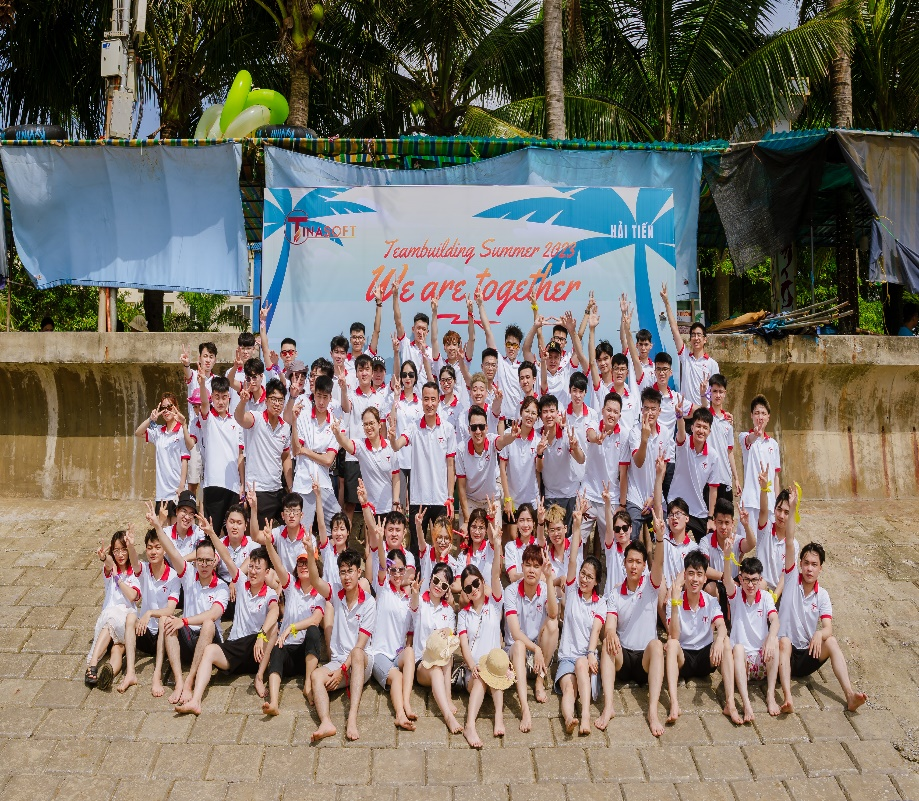 TINASOFT
HẢI TIẾN
Teambuilding Summer 2023
We are together